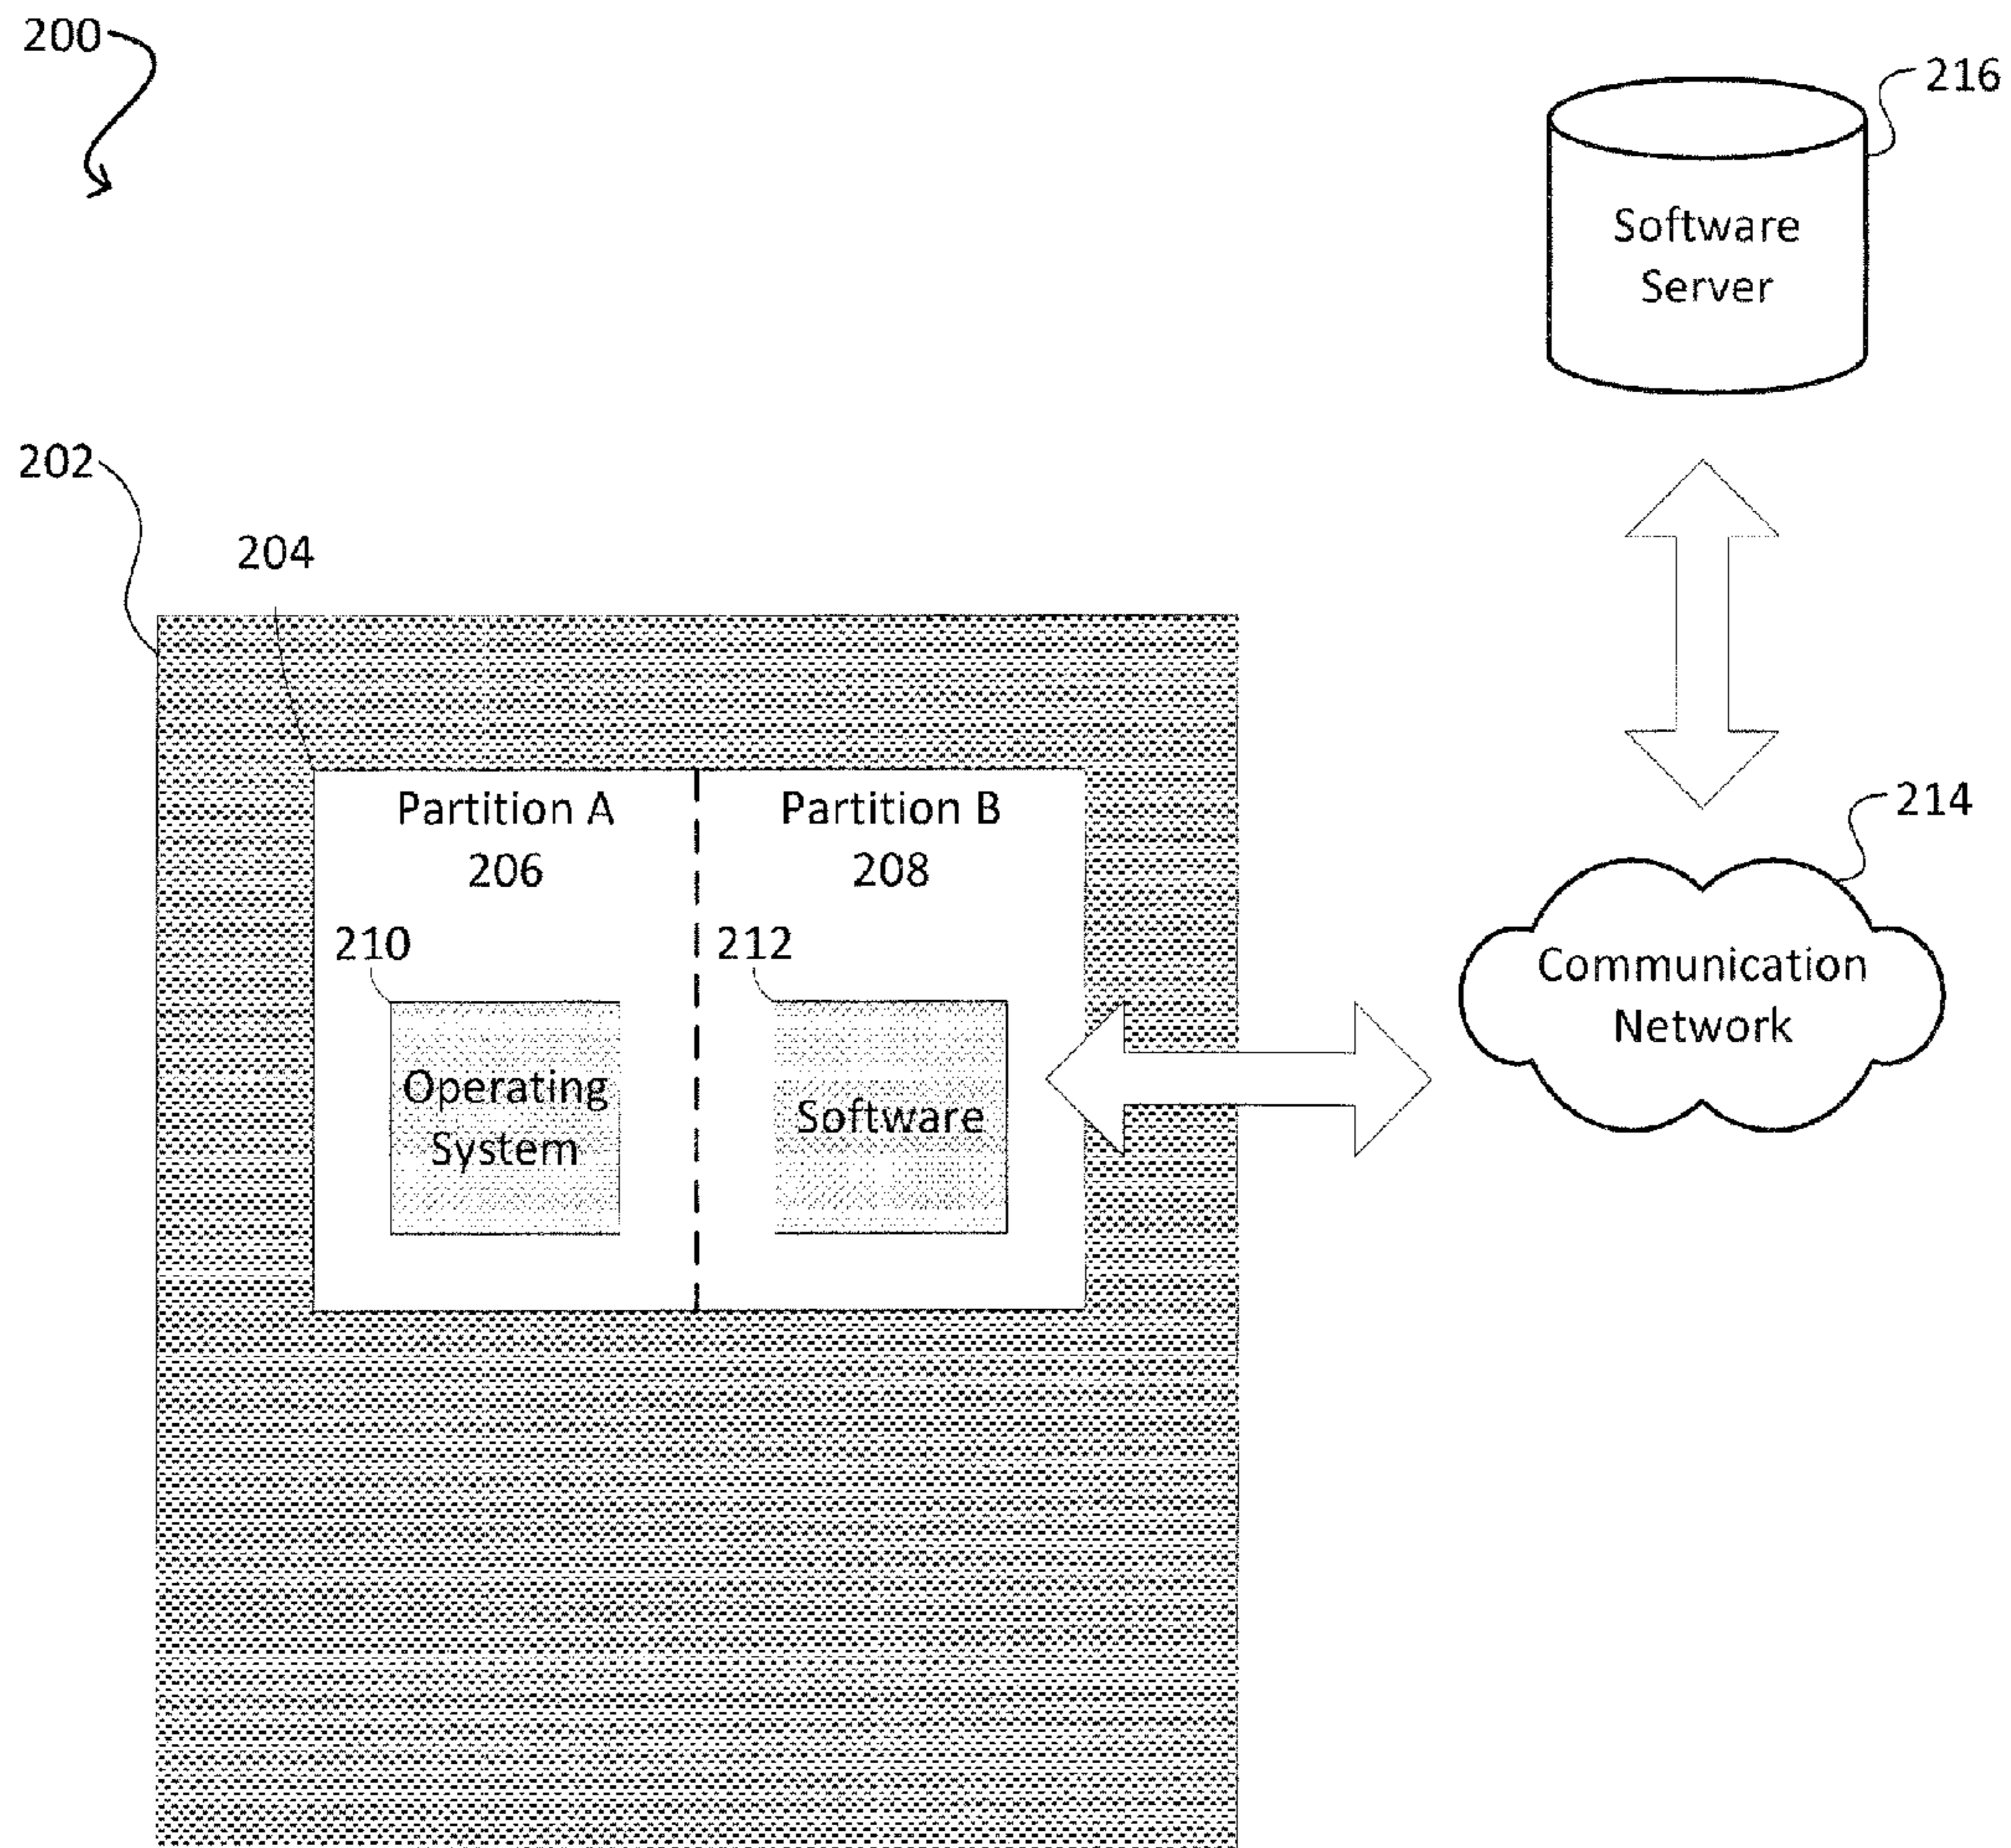 200
216
Software
Server
202
204
Partition A
206
Partition B
208
214
210
212
Communication
Network
Operating
System
Software